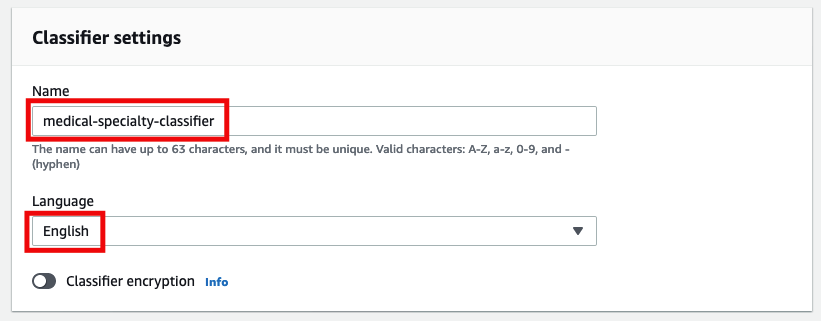 Classifier settings
Name
medical-specialty-classifier
The name can have up to 63 characters, and it must be unique. Valid characters: A-Z, a-z, 0-9, and -
(hyphen)
Language
English
Classifier encryption Info